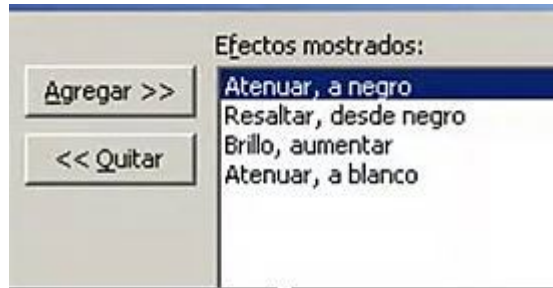 Efectos mostrados:
Agregar >>
<< Quitar
Atenuar, a negro
Resaltar, desde negro
Brillo, aumentar
Atenuar, a blanco